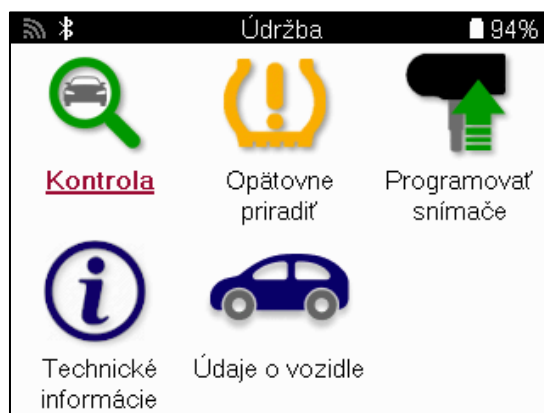 Údržba 94%
Kontrola
Opätovne
priradiť
Programovať
snímače
Technické
informácie
Údaje o vozidle